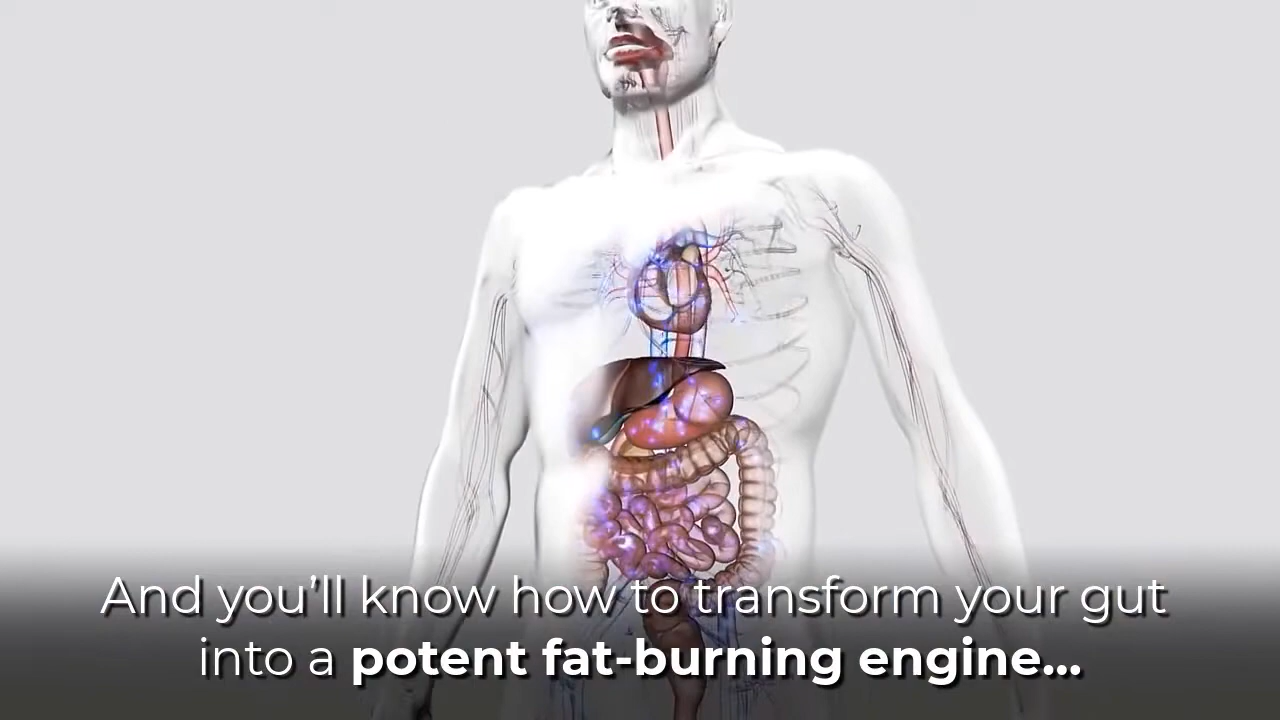 And you’ll know how to transform your gut
into a potent fat-burning engine...